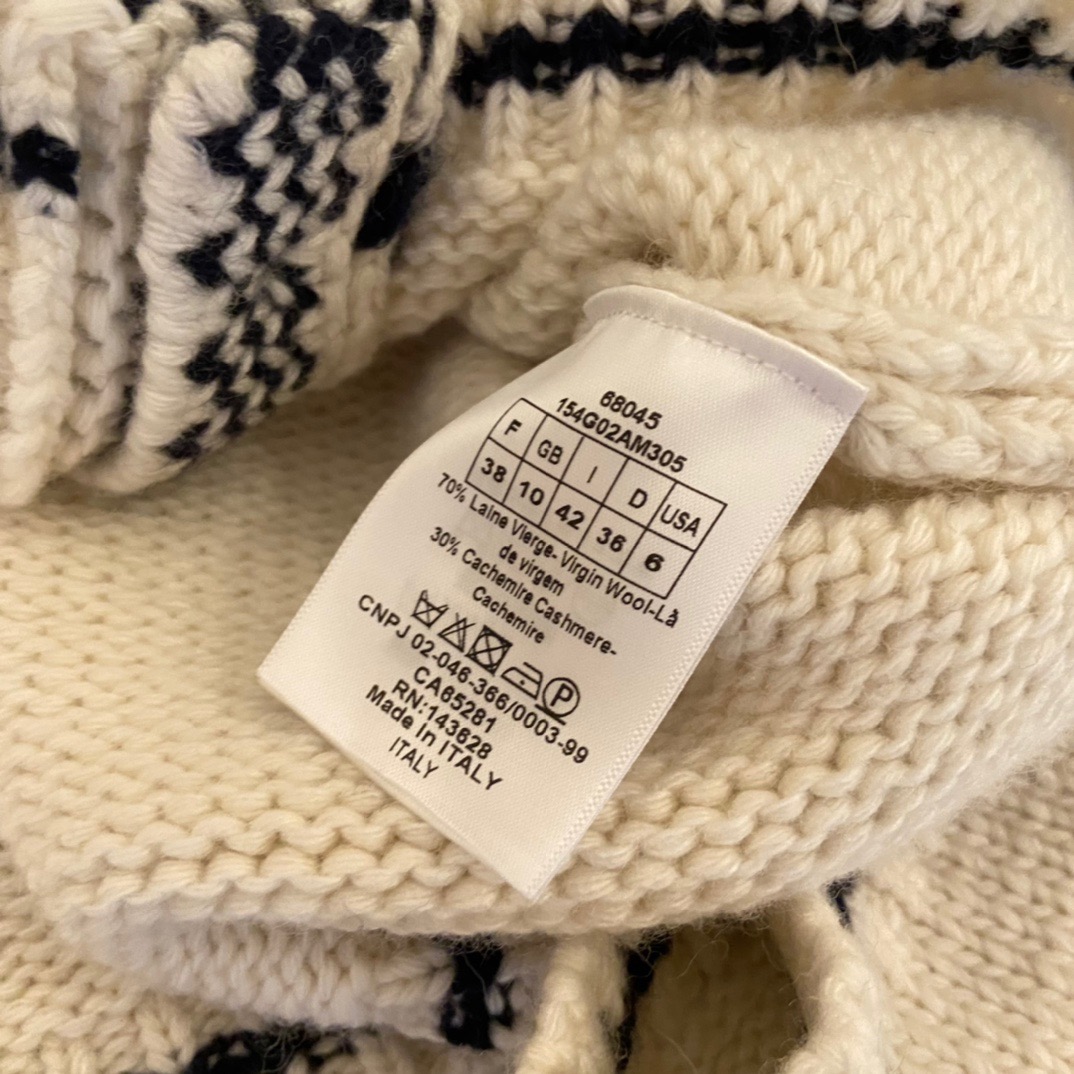 68045
154G02AM305
F GB I D USA
38 10 42 36 6
70% Laine Vierge- Virgin Wool-Lã
de virgem
30% Cachemire Cashmere-
Cachemire
P
CNPJ 02-046-366/0003-99
CA65281
RN:143628
Made in ITALY
ITALY